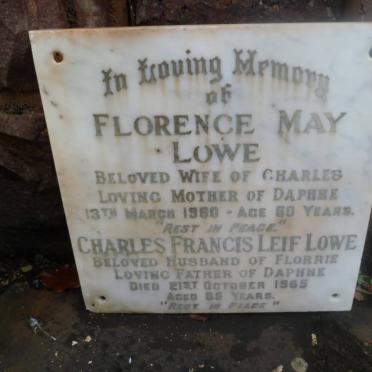 In Loving Memory
of
FLORENCE MAY
LOWE
BELOVED WIFE OF CHARLES
LOVING MOTHER OF DAPHNE
13TH MARCH 1960 - AGE 60 YEARS.
"REST IN PEACE."
CHARLES FRANCIS LEIF LOWE
BELOVED HUSBAND OF FLORRIE
LOVING FATHER OF DAPHNE
DIED 21ST OCTOBER 1965
AGED 65 YEARS.
"REST IN PEACE"